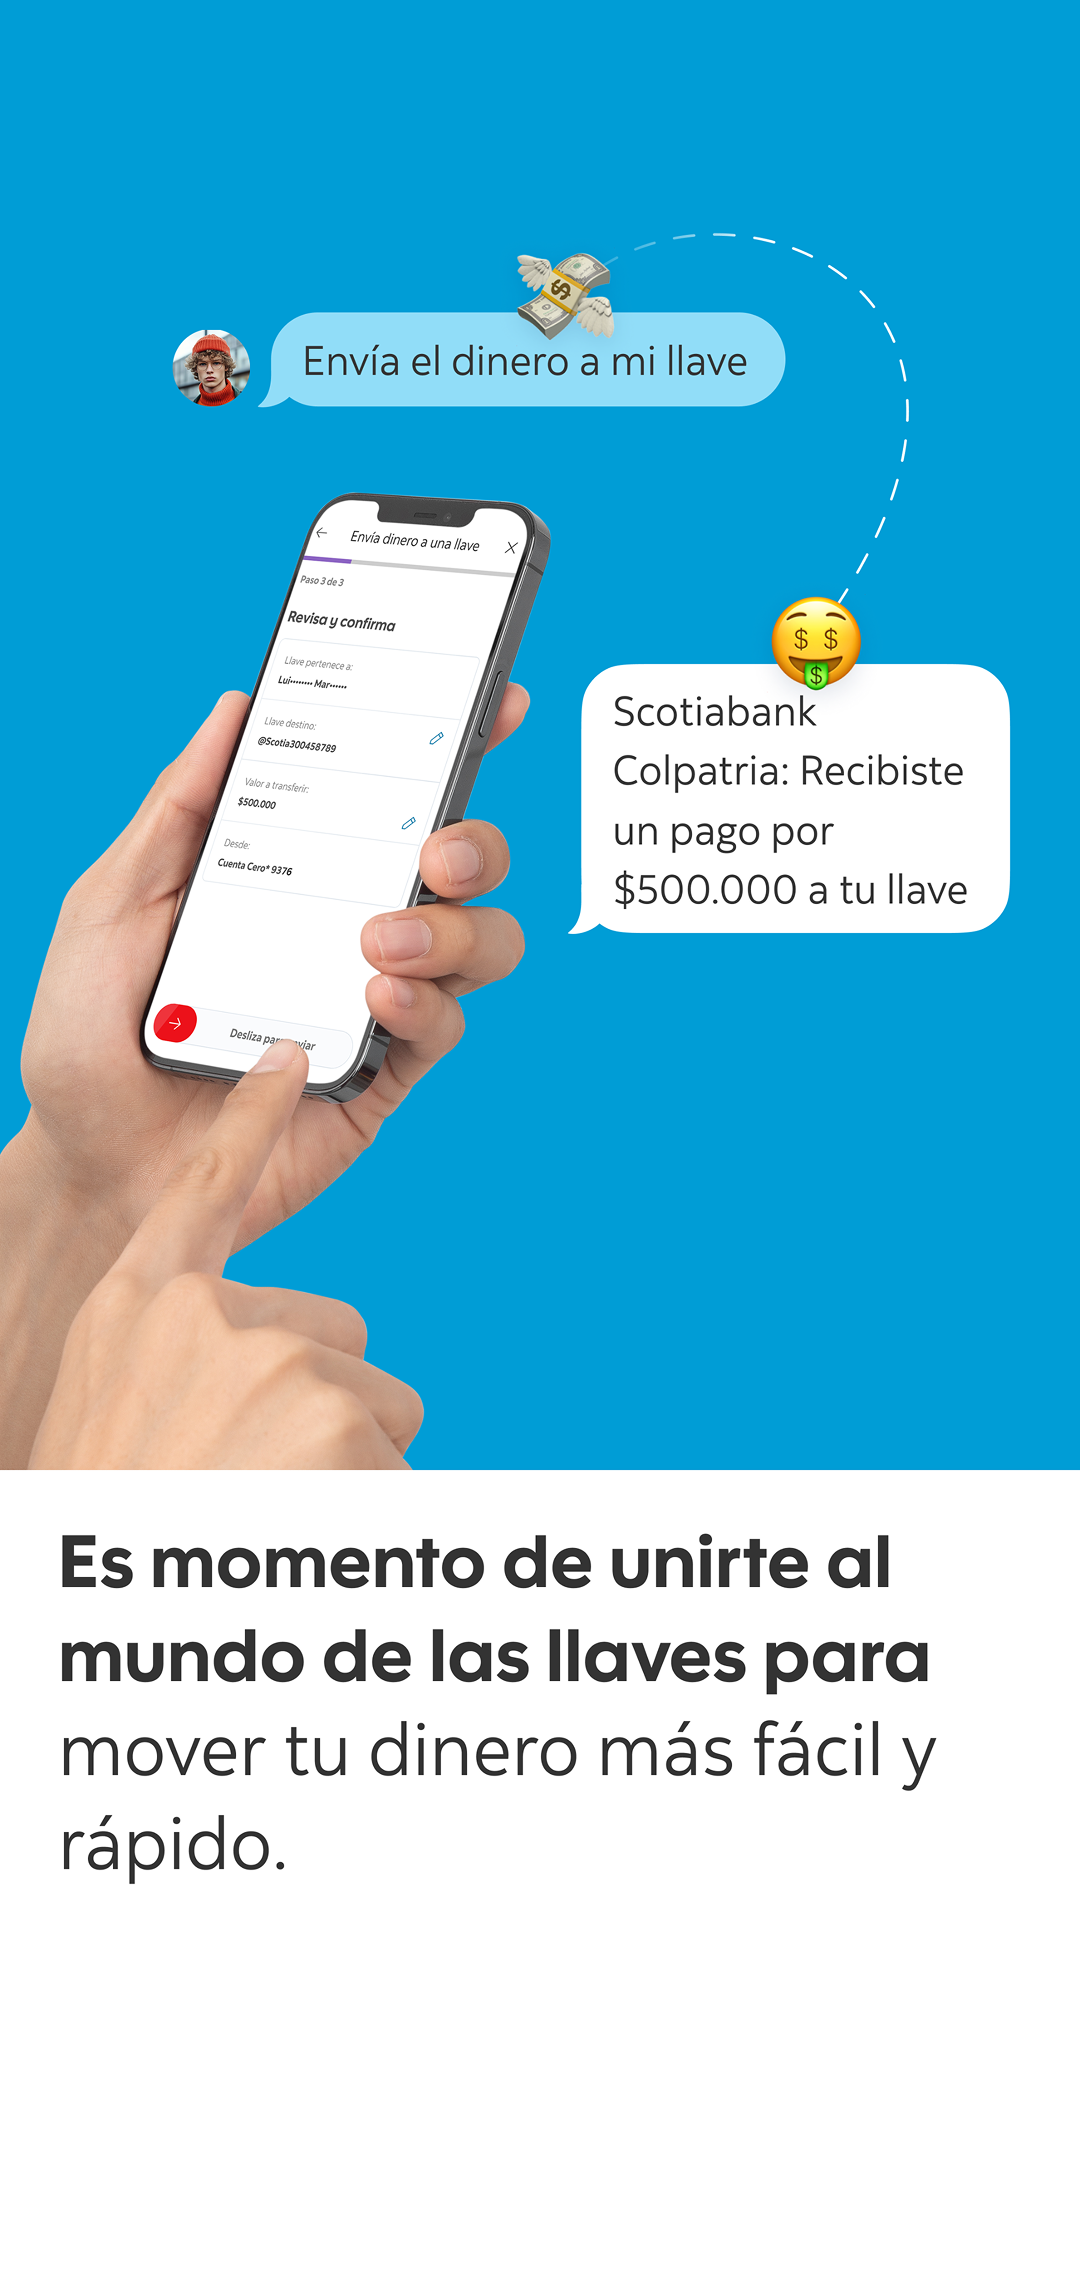 Envía el dinero a mi llave
Envía dinero a una llave
Paso 3 de 3
Revisa y confirma
Llave pertenece a:
Lui•••••••• Mar••••••
Llave destino:
@Scotia300458789
Valor a transferir:
$500.000
Desde:
Cuenta Cero* 9376
Desliza
Scotiabank
Colpatria: Recibiste
un pago por
$500.000 a tu llave
Es momento de unirte al
mundo de las llaves para
mover tu dinero más fácil y
rápido.